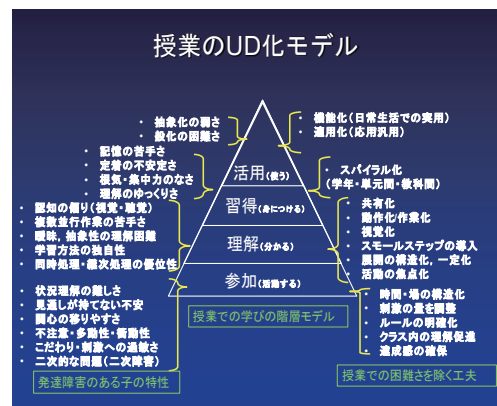 授業のUD化モデル
・ 抽象化の弱さ
・ 般化の困難さ
・ 記憶の苦手さ
・ 定着の不安定さ
・ 根気・集中力のなさ
・ 理解のゆっくりさ
・ 認知の偏り(視覚・聴覚)
・ 複数並行作業の苦手さ
・ 曖昧, 抽象性の理解困難
・ 学習方法の独自性
・ 同時処理・継次処理の優位性
・ 状況理解の難しさ
・ 見通しが持てない不安
・ 関心の移りやすさ
・ 不注意・多動性・衝動性
・ こだわり・刺激への過敏さ
・ 二次的な問題(二次障害)
発達障害のある子の特性
活用(使う)
習得(身につける)
理解(分かる)
参加(活動する)
授業での学びの階層モデル
・ 機能化(日常生活での実用)
・ 適用化(応用汎用)
・ スパイラル化
(学年・単元間・教科間)
・ 共有化
・ 動作化/作業化
・ 視覚化
・ スモールステップの導入
・ 展開の構造化, 一定化
・ 活動の焦点化
・ 時間・場の構造化
・ 刺激の量を調整
・ ルールの明確化
・ クラス内の理解促進
・ 達成感の確保
授業での困難さを除く工夫